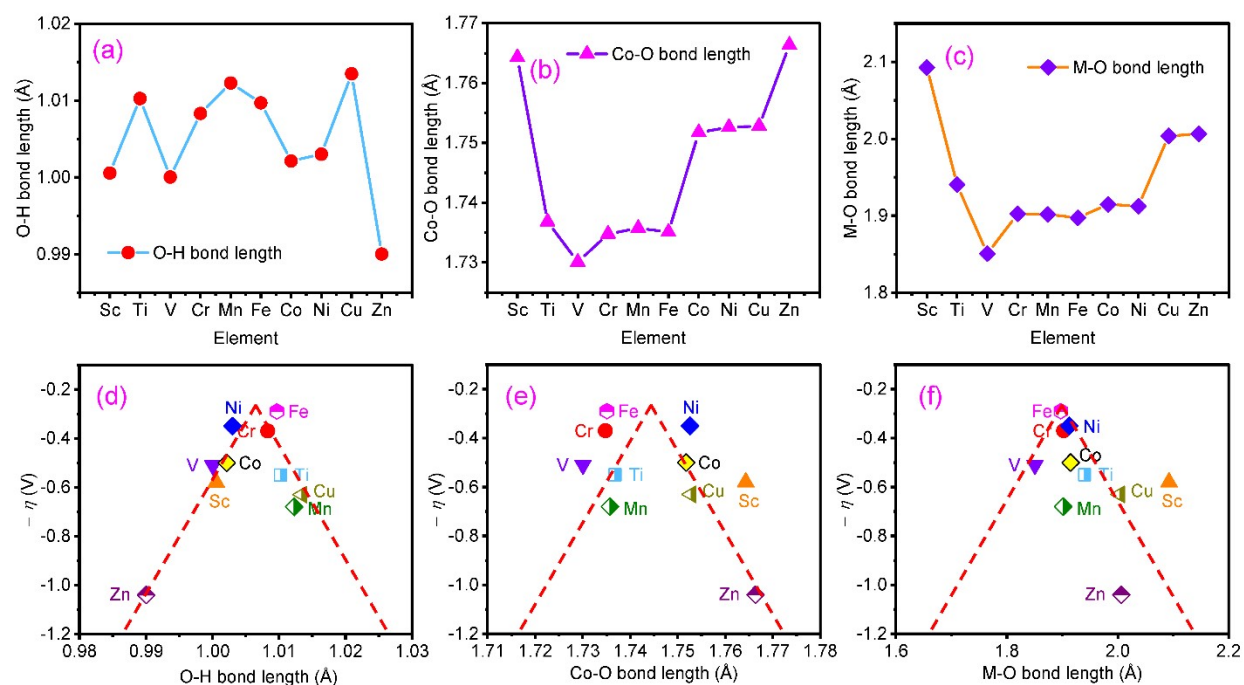 (a)
O-H bond length (Å)
1.02
1.01
1.00
0.99
O-H bond length
Sc Ti V Cr Mn Fe Co Ni Cu Zn
Element
(b)
Co-O bond length (Å)
1.77
1.76
1.75
1.74
1.73
Co-O bond length
Sc Ti V Cr Mn Fe Co Ni Cu Zn
Element
(c)
M-O bond length (Å)
2.1
2.0
1.9
1.8
M-O bond length
Sc Ti V Cr Mn Fe Co Ni Cu Zn
Element
(d)
− η (V)
-0.2
-0.4
-0.6
-0.8
-1.0
-1.2
Ni
Fe
Cr
V
Co
Ti
Sc
Cu
Mn
Zn
0.98 0.99 1.00 1.01 1.02 1.03
O-H bond length (Å)
(e)
− η (V)
-0.2
-0.4
-0.6
-0.8
-1.0
-1.2
Fe
Ni
Cr
V
Co
Ti
Sc
Cu
Mn
Zn
1.71 1.72 1.73 1.74 1.75 1.76 1.77 1.78
Co-O bond length (Å)
(f)
− η (V)
-0.2
-0.4
-0.6
-0.8
-1.0
-1.2
Fe
Ni
Cr
V
Co
Ti
Sc
Cu
Mn
Zn
1.6 1.8 2.0 2.2
M-O bond length (Å)